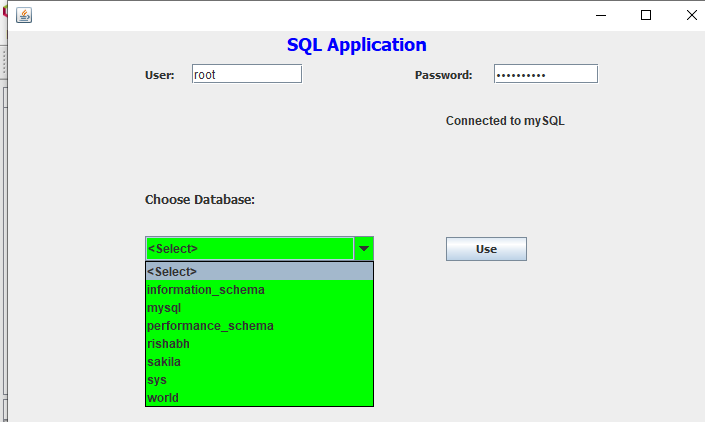 SQL Application
User: root Password: ••••••••••
Connected to mySQL
Choose Database:
<Select> Use
<Select>
information_schema
mysql
performance_schema
rishabh
sakila
sys
world